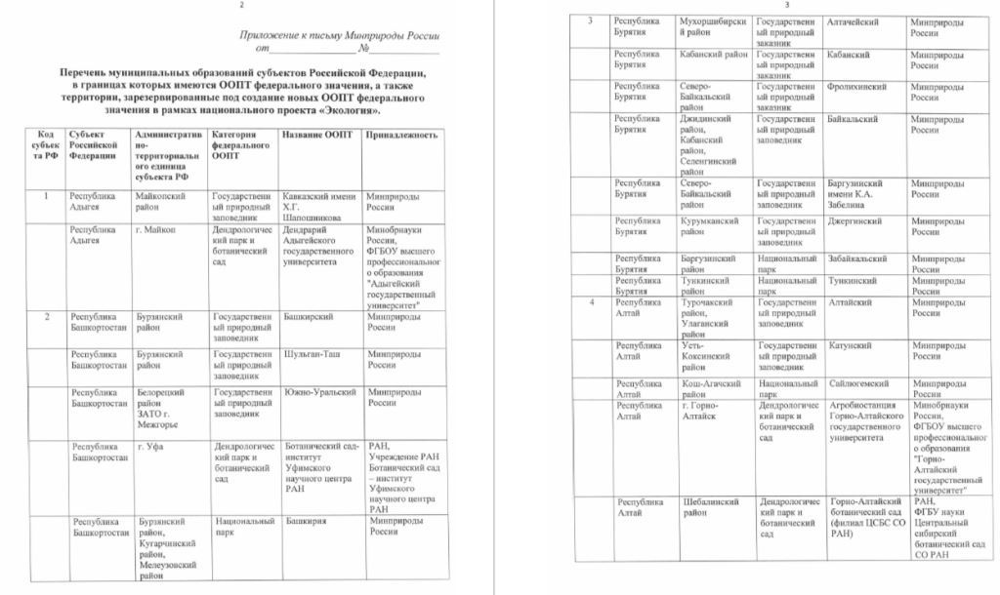 2
Приложение к письму Минприроды России
от_______________ №_______________
Перечень муниципальных образований субъектов Российской Федерации,
в границах которых имеются ООПТ федерального значения, а также
территории, зарезервированные под создание новых ООПТ федерального
значения в рамках национального проекта «Экология».
Код субъек та РФ
Субъект Российской Федерации
Административ но- территориальн ого единица субъекта РФ
Категория федерального ООПТ
Название ООПТ
Принадлежность
1
Республика Адыгея
Майкопский район
Государственн ый природный заповедник
Кавказский имени Х.Г. Шапошникова
Минприроды России
Республика Адыгея
г. Майкоп
Дендрологичес кий парк и ботанический сад
Дендрарий Адыгейского государственного университета
Минобрнауки России, ФГБОУ высшего профессиональног о образования "Адыгейский государственный университет"
2
Республика Башкортостан
Бурзянский район
Государственн ый природный заповедник
Башкирский
Минприроды России
Республика Башкортостан
Бурзянский район
Государственн ый природный заповедник
Шульган-Таш
Минприроды России
Республика Башкортостан
Белорецкий район ЗАТО г. Межгорье
Государственн ый природный заповедник
Южно-Уральский
Минприроды России
Республика Башкортостан
г. Уфа
Дендрологичес кий парк и ботанический сад
Ботанический сад- институт Уфимского научного центра РАН
РАН, Учреждение РАН Ботанический сад – институт Уфимского научного центра РАН
Республика Башкортостан
Бурзянский район, Кугарчинский район, Мелеузовский район
Национальный парк
Башкирия
Минприроды России
3
3
Республика Бурятия
Мухоршибирски й район
Государственн ый природный заказник
Алтачейский
Минприроды России
Республика Бурятия
Кабанский район
Государственн ый природный заказник
Кабанский
Минприроды России
Республика Бурятия
Северо- Байкальский район
Государственн ый природный заказник
Фролихинский
Минприроды России
Республика Бурятия
Джидинский район, Кабанский район, Селенгинский район
Государственн ый природный заповедник
Байкальский
Минприроды России
Республика Бурятия
Северо- Байкальский район
Государственн ый природный заповедник
Баргузинский имени К.А. Забелина
Минприроды России
Республика Бурятия
Курумканский район
Государственн ый природный заповедник
Джергинский
Минприроды России
Республика Бурятия
Баргузинский район
Национальный парк
Забайкальский
Минприроды России
Республика Бурятия
Тункинский район
Национальный парк
Тункинский
Минприроды России
4
Республика Алтай
Турочакский район, Улаганский район
Государственн ый природный заповедник
Алтайский
Минприроды России
Республика Алтай
Усть- Коксинский район
Государственн ый природный заповедник
Катунский
Минприроды России
Республика Алтай
Кош-Агачский район
Национальный парк
Сайлюгемский
Минприроды России
Республика Алтай
г. Горно- Алтайск
Дендрологичес кий парк и ботанический сад
Агробиостанция Горно-Алтайского государственного университета
Минобрнауки России, ФГБОУ высшего профессиональног о образования "Горно- Алтайский государственный университет"
Республика Алтай
Шебалинский район
Дендрологичес кий парк и ботанический сад
Горно-Алтайский ботанический сад (филиал ЦСБС СО РАН)
РАН, ФГБУ науки Центральный сибирский ботанический сад СО РАН